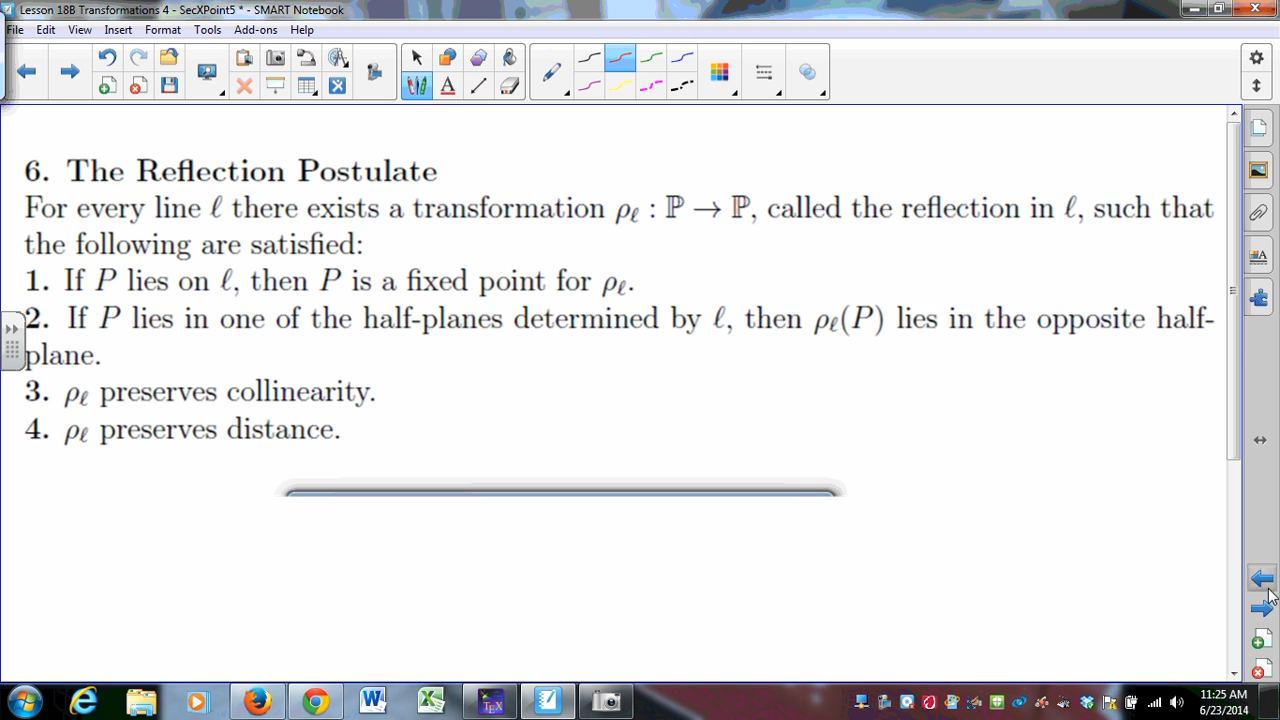 Lesson 18B Transformations 4 - SecXPoint5 * - SMART Notebook
File Edit View Insert Format Tools Add-ons Help
6. The Reflection Postulate
For every line ℓ there exists a transformation ρℓ : ℙ → ℙ, called the reflection in ℓ, such that
the following are satisfied:
1. If P lies on ℓ, then P is a fixed point for ρℓ.
2. If P lies in one of the half-planes determined by ℓ, then ρℓ(P) lies in the opposite half-
plane.
3. ρℓ preserves collinearity.
4. ρℓ preserves distance.
11:25 AM
6/23/2014